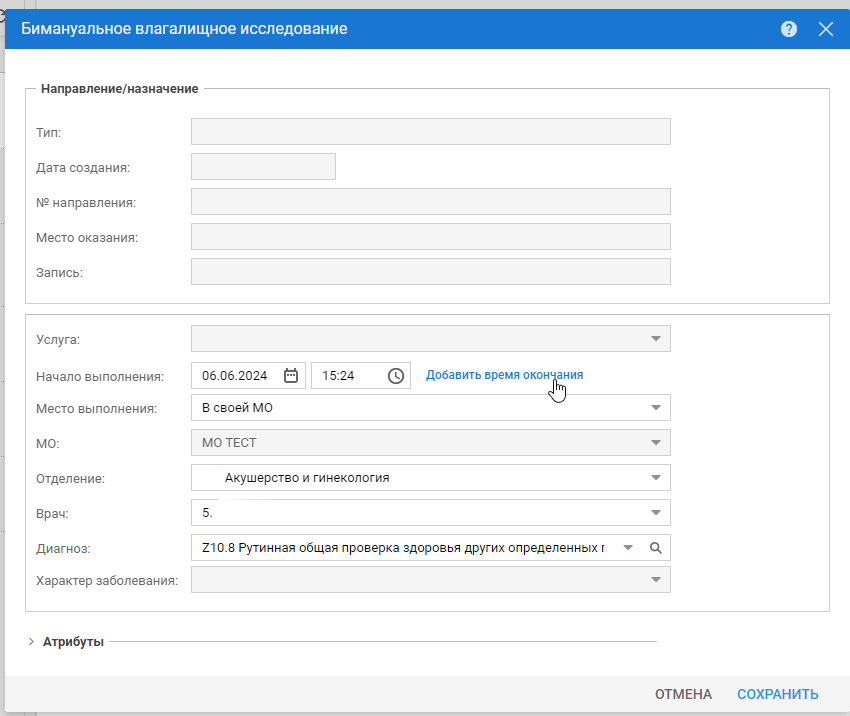 Бимануальное влагалищное исследование
Направление/назначение
Тип:
Дата создания:
№ направления:
Место оказания:
Запись:
Услуга:
Начало выполнения: 06.06.2024 15:24 Добавить время окончания
Место выполнения: В своей МО
МО: МО ТЕСТ
Отделение: Акушерство и гинекология
Врач: 5.
Диагноз: Z10.8 Рутинная общая проверка здоровья других определенных
Характер заболевания:
Атрибуты
ОТМЕНА СОХРАНИТЬ